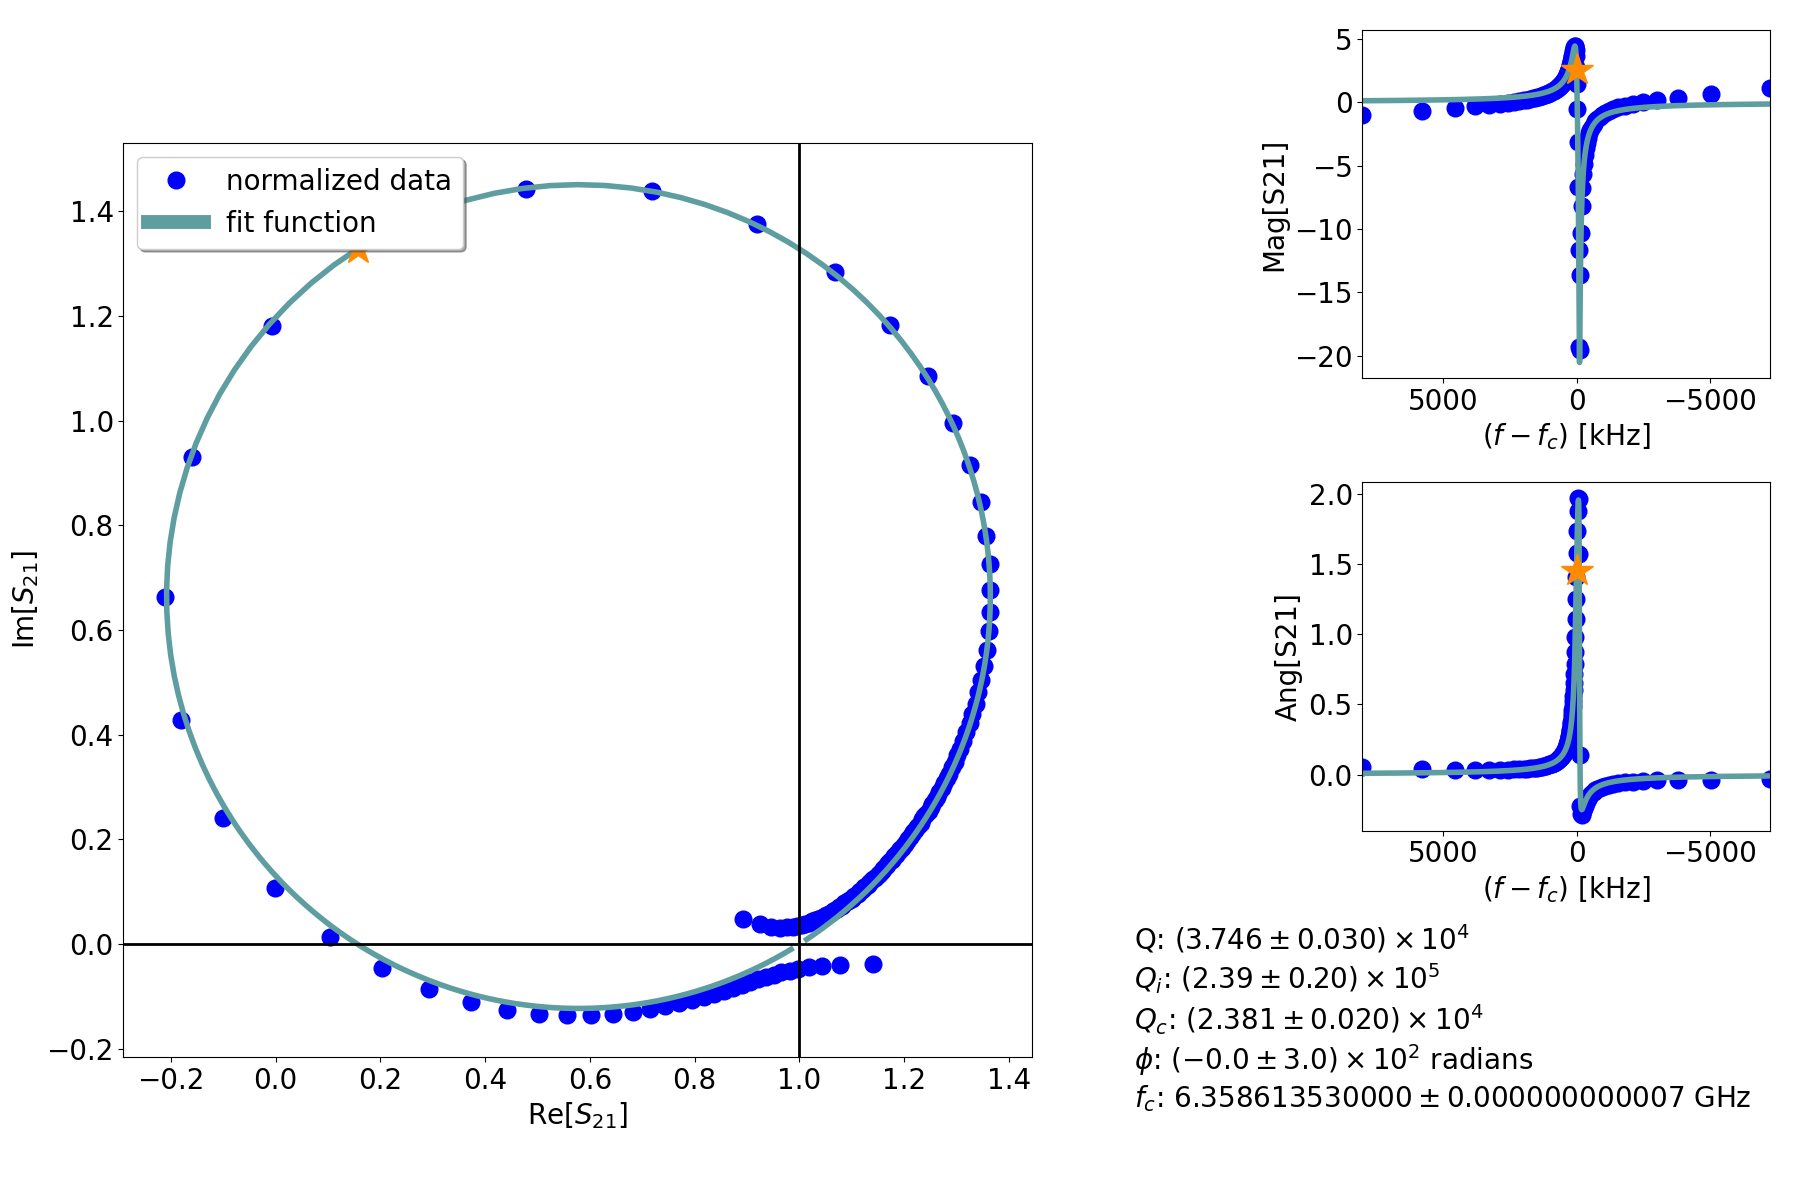 normalized data
fit function
Im[S21]
1.4
1.2
1.0
0.8
0.6
0.4
0.2
0.0
−0.2
−0.2 0.0 0.2 0.4 0.6 0.8 1.0 1.2 1.4
Re[S21]
Mag[S21]
5
0
−5
−10
−15
−20
5000 0 −5000
(f − fc) [kHz]
Ang[S21]
2.0
1.5
1.0
0.5
0.0
5000 0 −5000
(f − fc) [kHz]
Q: (3.746 ± 0.030) × 10^4
Qi: (2.39 ± 0.20) × 10^5
Qc: (2.381 ± 0.020) × 10^4
ϕ: (−0.0 ± 3.0) × 10^2 radians
fc: 6.358613530000 ± 0.000000000007 GHz